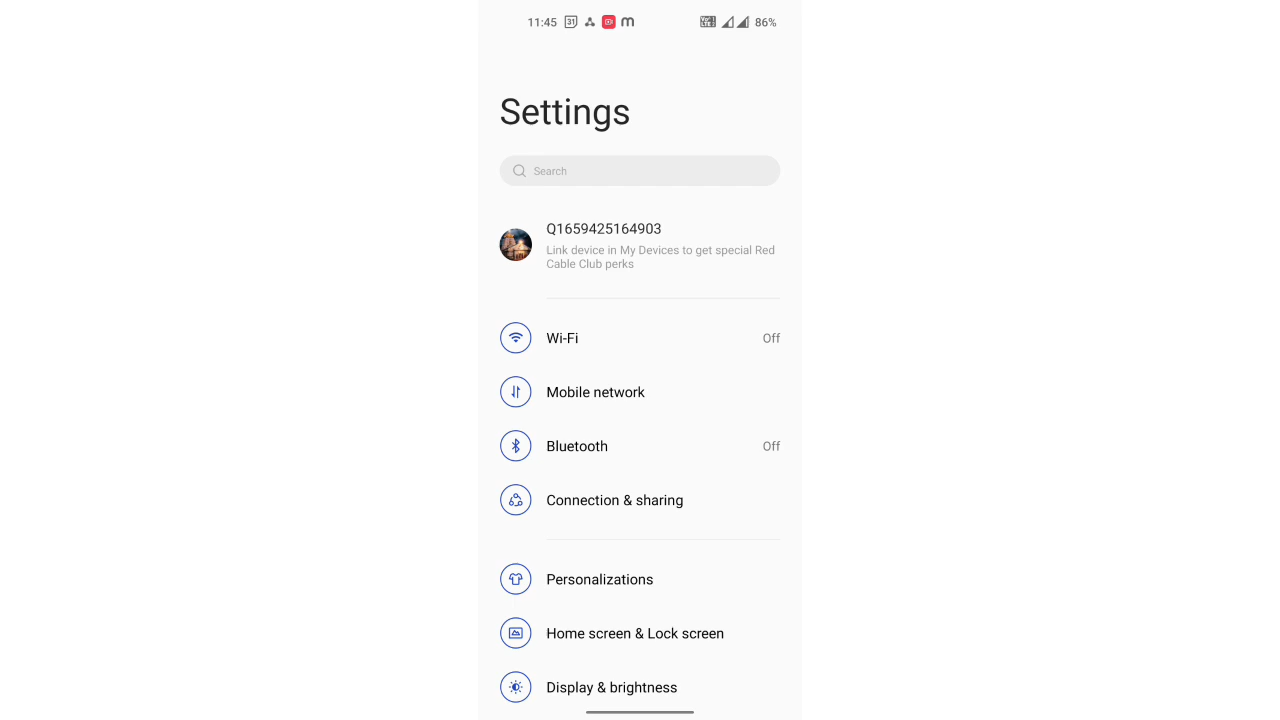 11:45 31 m 86%
Settings
Search
Q1659425164903
Link device in My Devices to get special Red
Cable Club perks
Wi-Fi Off
Mobile network
Bluetooth Off
Connection & sharing
Personalizations
Home screen & Lock screen
Display & brightness